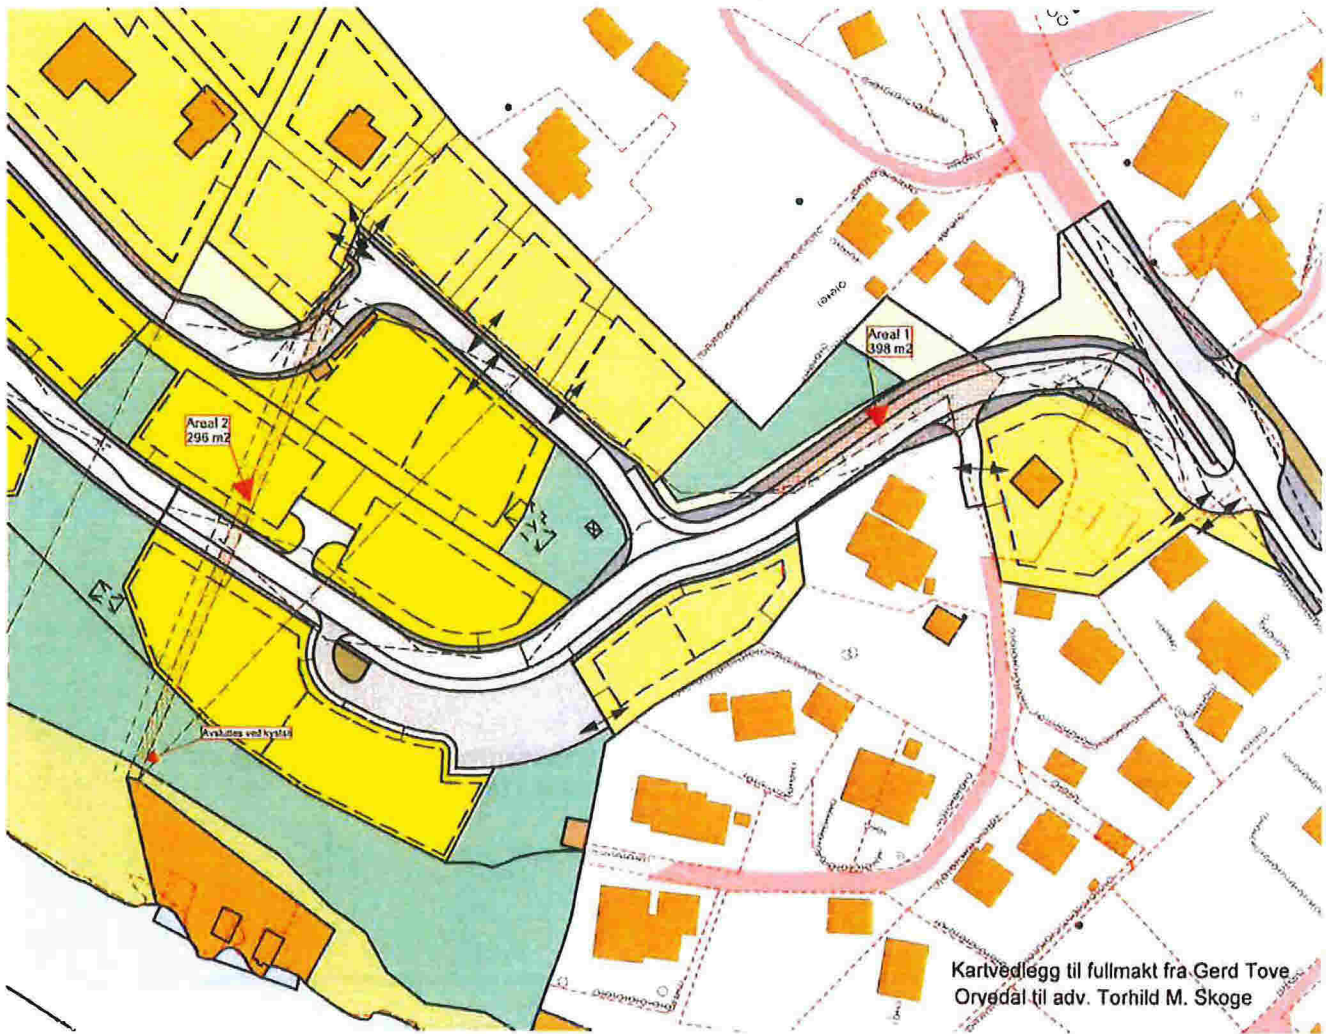 Areal 1
398 m2
Areal 2
296 m2
Avsluttes ved kyststi
Kartvedlegg til fullmakt fra Gerd Tove
Oryedal til adv. Torhild M. Skoge